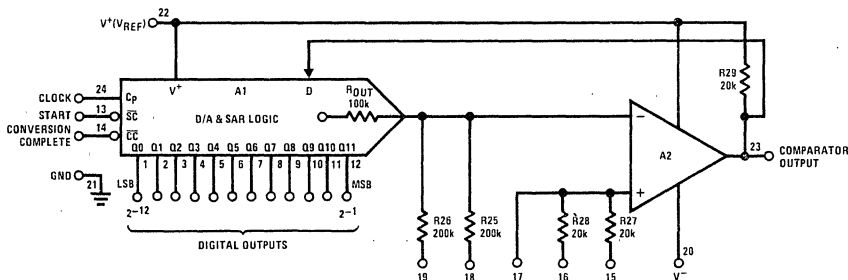 V+(VREF) 22
V+ A1 D
ROUT
100k
R29
20k
24
CLOCK CP
13
START SC
D/A & SAR LOGIC
14
CONVERSION
COMPLETE CC
− A2 +
23 COMPARATOR
OUTPUT
Q0 Q1 Q2 Q3 Q4 Q5 Q6 Q7 Q8 Q9 Q10 Q11
1 2 3 4 5 6 7 8 9 10 11 12
GND 21
LSB MSB
2-12 2-1
DIGITAL OUTPUTS
R26
200k
R25
200k
R28
20k
R27
20k
20
V−
19 18 17 16 15